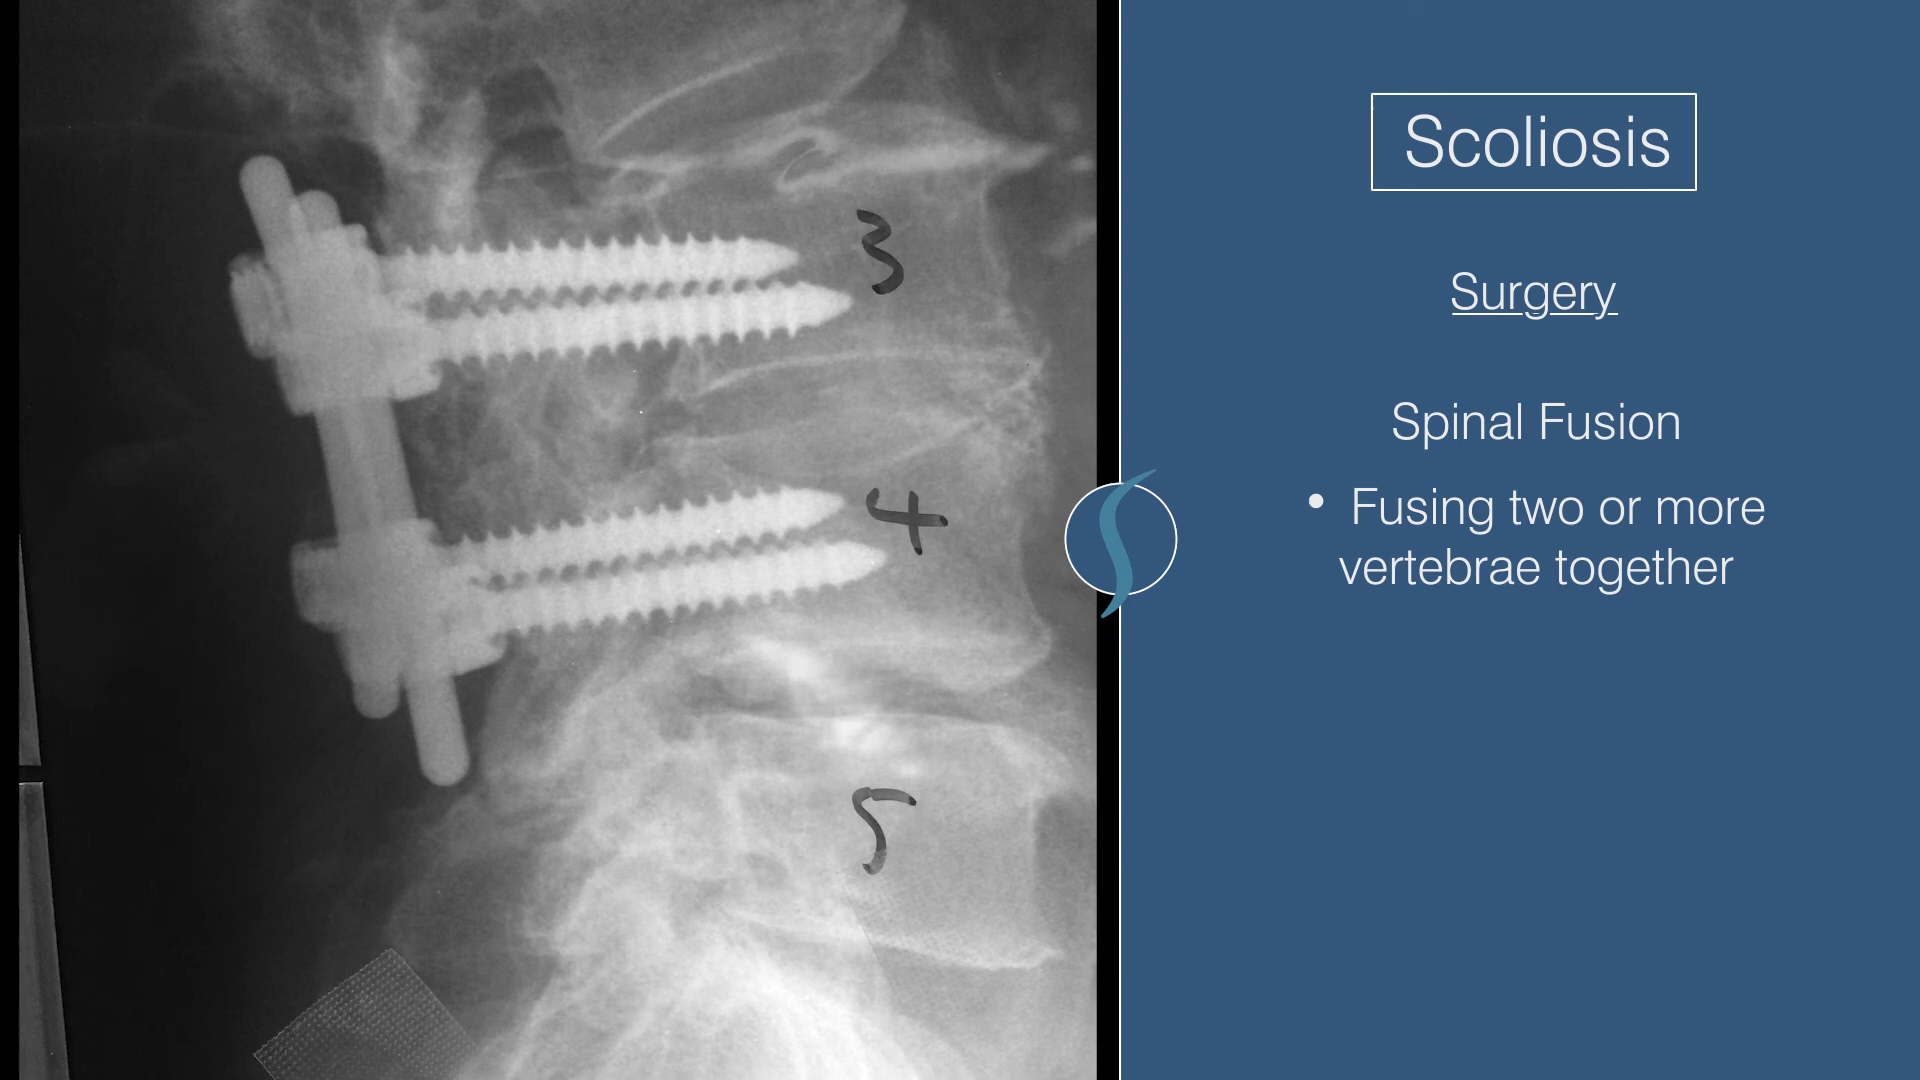 3
4
5
Scoliosis
Surgery
Spinal Fusion
• Fusing two or more
vertebrae together